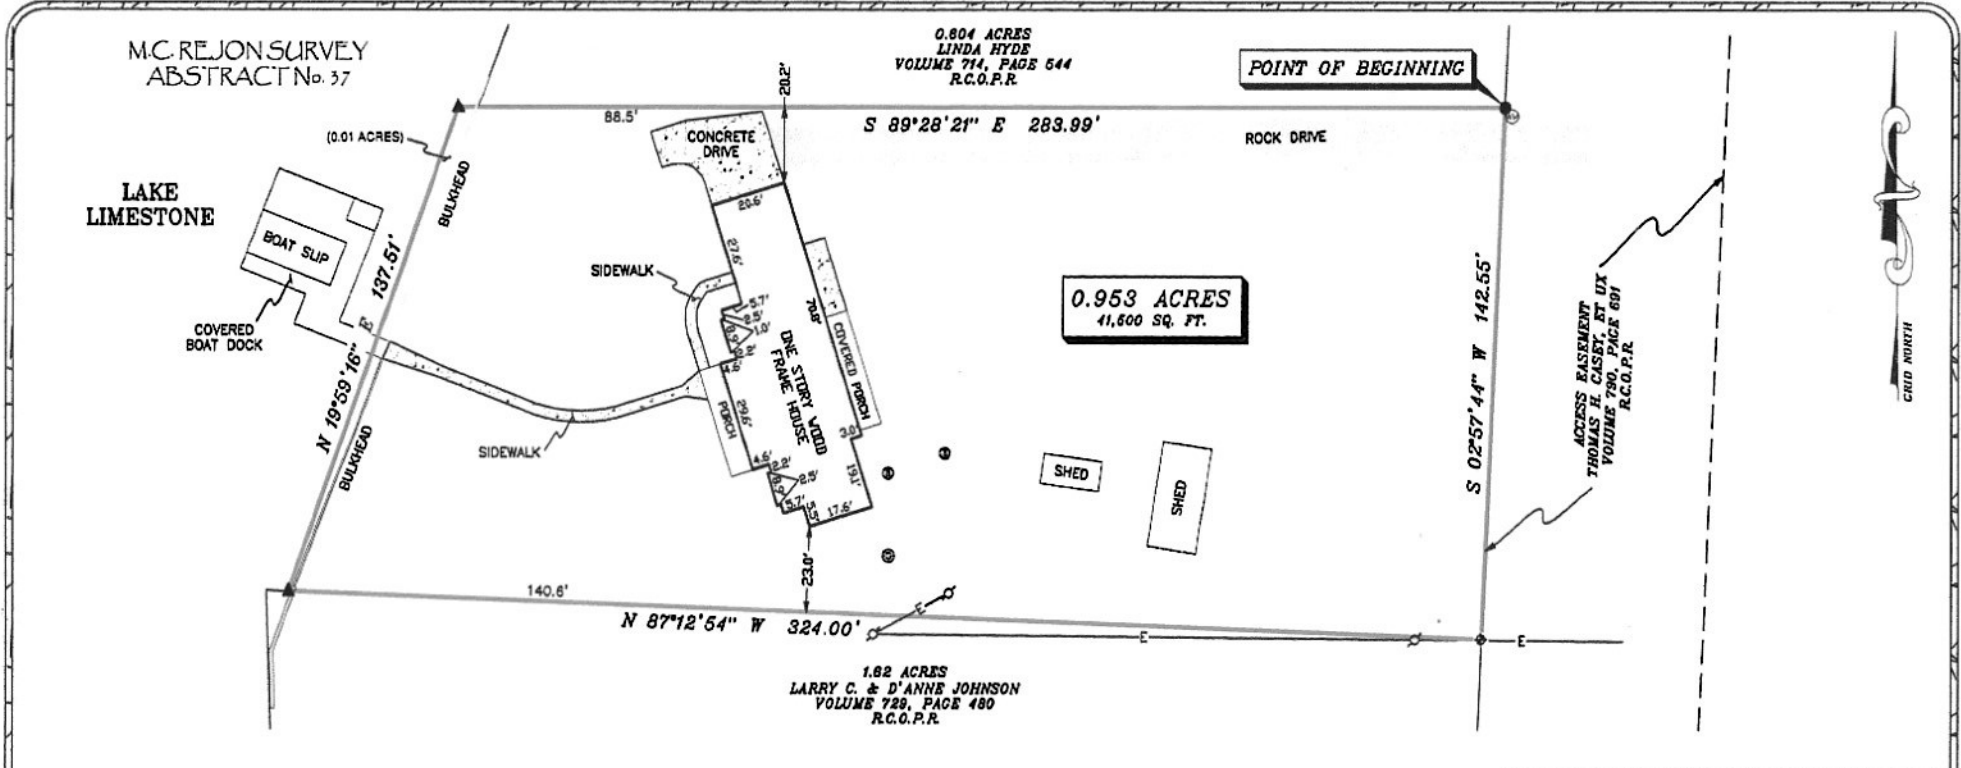 M.C. REJON SURVEY
ABSTRACT No. 37
0.604 ACRES
LINDA HYDE
VOLUME 714, PAGE 544
R.C.O.P.R.
POINT OF BEGINNING
20.2'
88.5'
S 89°28'21" E 283.99'
ROCK DRIVE
(0.01 ACRES)
BULKHEAD
CONCRETE
DRIVE
LAKE
LIMESTONE
BOAT SLIP
137.51'
N 19°59'16" E
COVERED
BOAT DOCK
BULKHEAD
SIDEWALK
SIDEWALK
20.6'
27.6'
5.7'
2.5'
1.0'
29.6'
PORCH
ONE STORY WOOD
FRAME HOUSE
70.8'
COVERED PORCH
3.0'
19.1'
4.6'
2.2'
2.5'
8.9'
5.7'
5.5'
17.6'
23.0'
0.953 ACRES
41,500 SQ. FT.
SHED
SHED
S 02°57'44" W 142.55'
ACCESS EASEMENT
THOMAS H. CASEY, ET UX
VOLUME 790, PAGE 691
R.C.O.P.R.
GRID NORTH
140.6'
N 87°12'54" W 324.00'
E
E
E
1.62 ACRES
LARRY C. & D'ANNE JOHNSON
VOLUME 729, PAGE 480
R.C.O.P.R.